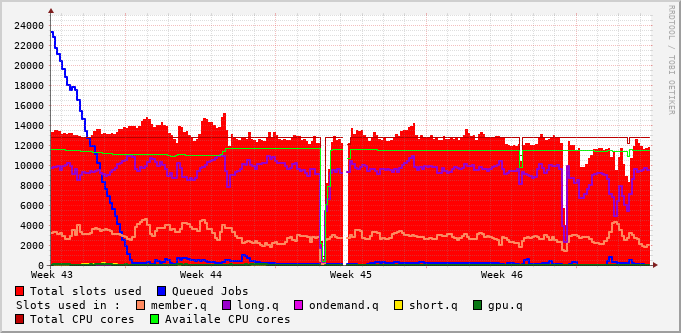 RRDTOOL / TOBI OETIKER
24000
22000
20000
18000
16000
14000
12000
10000
8000
6000
4000
2000
0
Week 43 Week 44 Week 45 Week 46
Total slots used Queued Jobs
Slots used in : member.q long.q ondemand.q short.q gpu.q
Total CPU cores Availale CPU cores